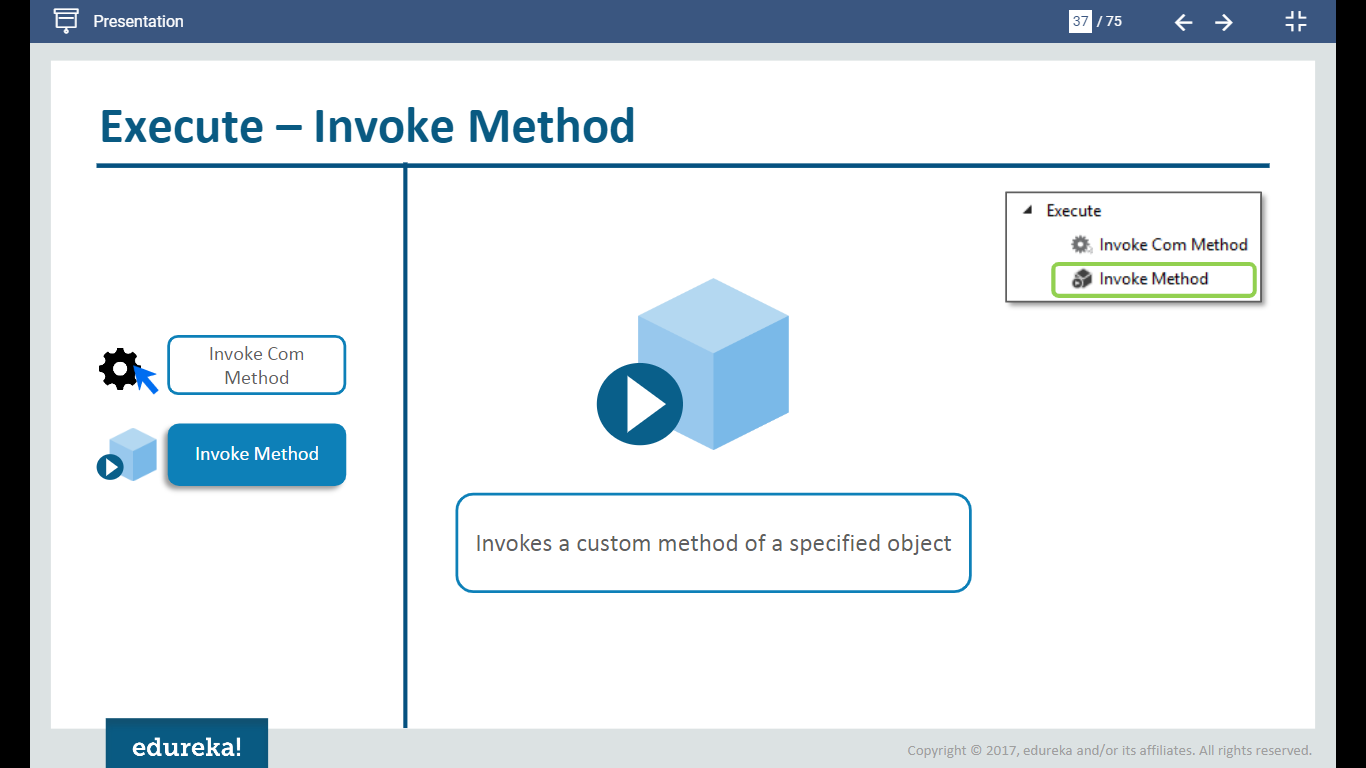 Presentation
37 / 75
Execute – Invoke Method
Execute
Invoke Com Method
Invoke Method
Invoke Com
Method
Invoke Method
Invokes a custom method of a specified object
edureka!
Copyright © 2017, edureka and/or its affiliates. All rights reserved.